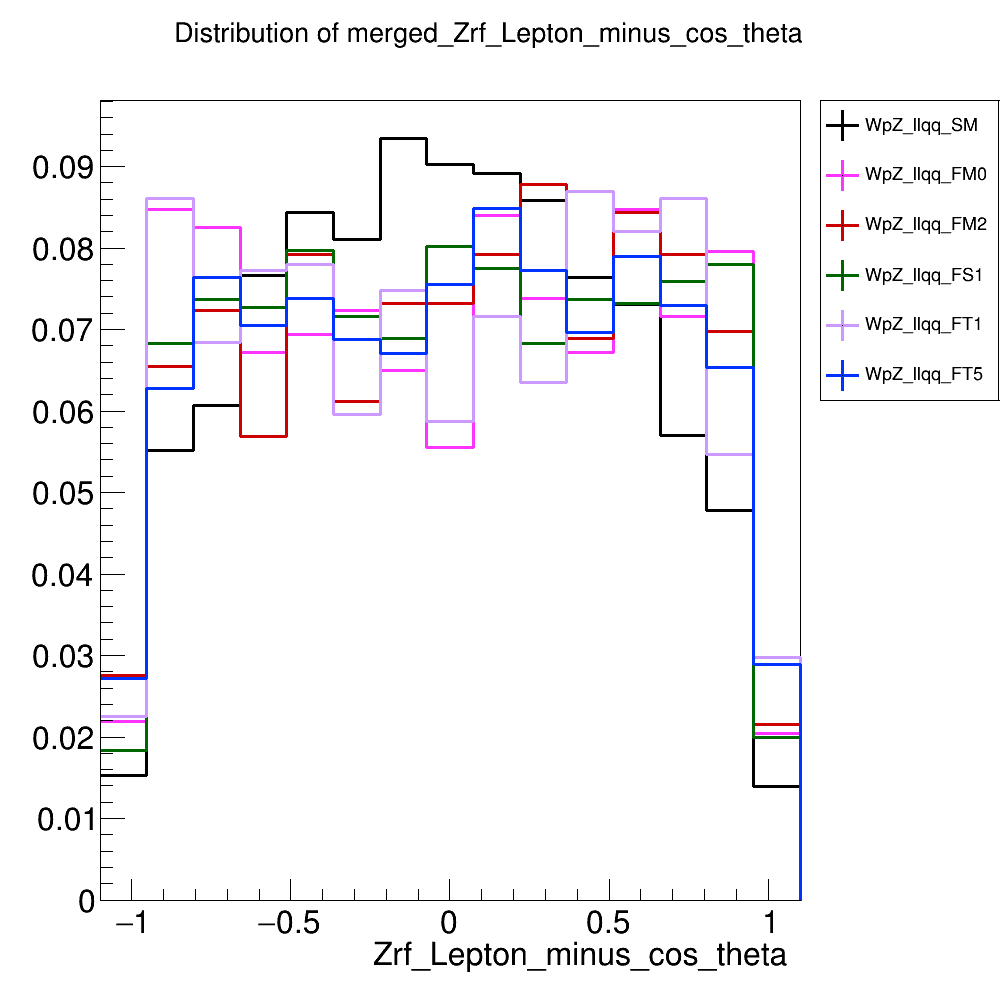 Distribution of merged_Zrf_Lepton_minus_cos_theta
WpZ_llqq_SM
WpZ_llqq_FM0
WpZ_llqq_FM2
WpZ_llqq_FS1
WpZ_llqq_FT1
WpZ_llqq_FT5
0.09
0.08
0.07
0.06
0.05
0.04
0.03
0.02
0.01
0
−1 −0.5 0 0.5 1
Zrf_Lepton_minus_cos_theta